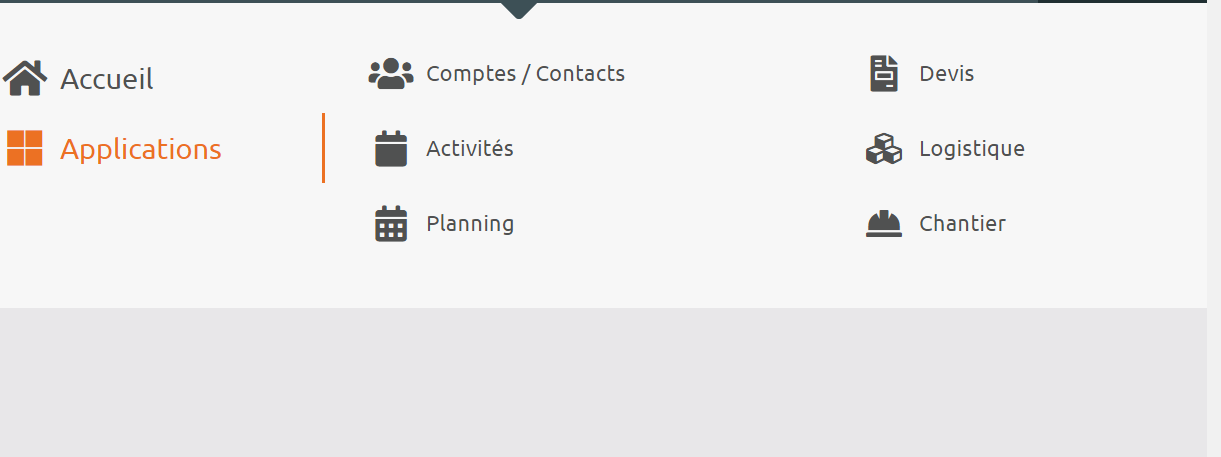 Accueil
Applications
Comptes / Contacts
Activités
Planning
Devis
Logistique
Chantier